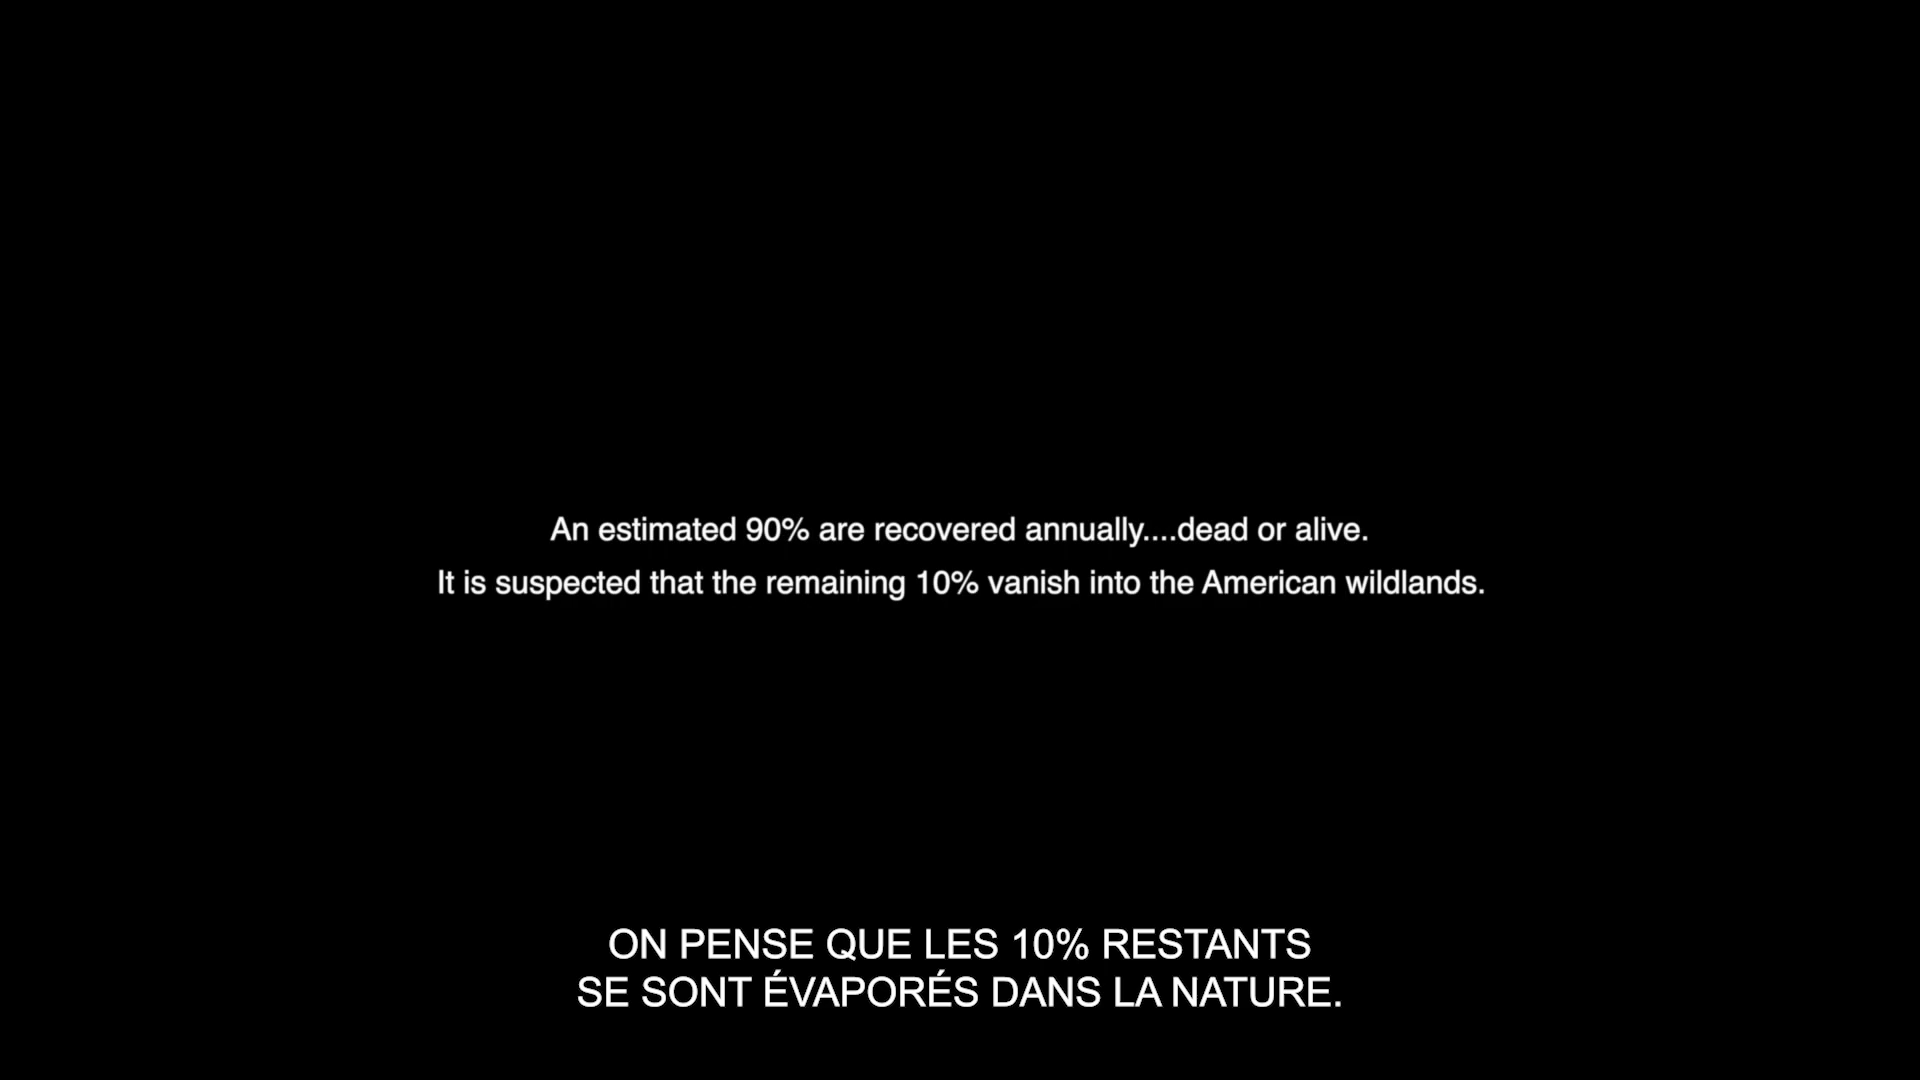 An estimated 90% are recovered annually....dead or alive.
It is suspected that the remaining 10% vanish into the American wildlands.
ON PENSE QUE LES 10% RESTANTS
SE SONT ÉVAPORÉS DANS LA NATURE.